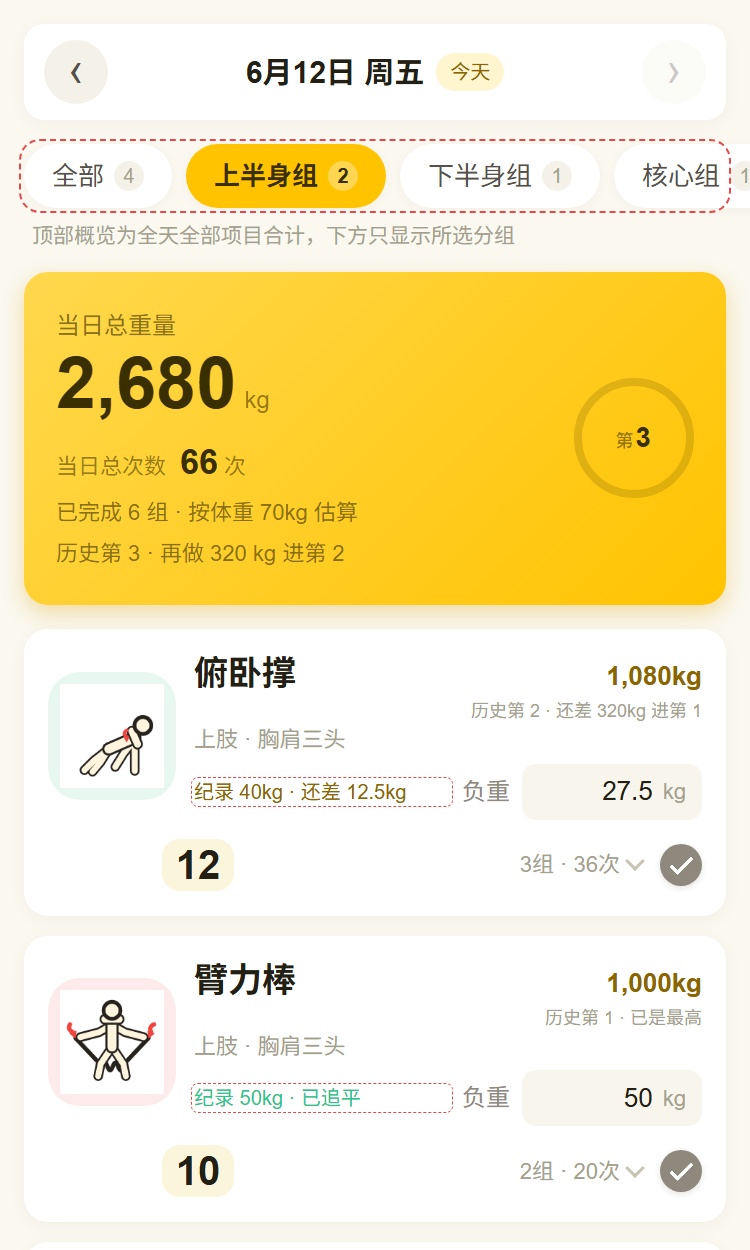 ‹ 6月12日 周五 今天 ›
全部 4 上半身组 2 下半身组 1 核心组 1
顶部概览为全天全部项目合计，下方只显示所选分组
当日总重量
2,680 kg
第3
当日总次数 66 次
已完成 6 组 · 按体重 70kg 估算
历史第 3 · 再做 320 kg 进第 2
俯卧撑
1,080kg
历史第 2 · 还差 320kg 进第 1
上肢 · 胸肩三头
纪录 40kg · 还差 12.5kg 负重 27.5 kg
12 3组 · 36次
臂力棒
1,000kg
历史第 1 · 已是最高
上肢 · 胸肩三头
纪录 50kg · 已追平 负重 50 kg
10 2组 · 20次